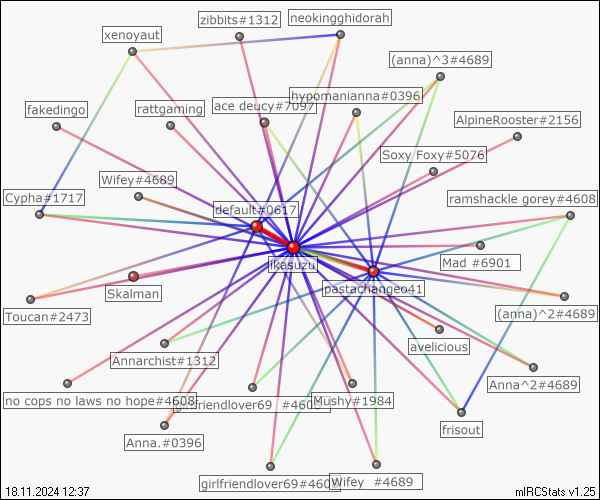 zibbits#1312
neokingghidorah
xenoyaut
(anna)^3#4689
hypomanianna#0396
fakedingo
rattgaming
ace deucy#7097
AlpineRooster#2156
Soxy Foxy#5076
Wifey#4689
Cypha#1717
default#0617
ramshackle gorey#4608
likasuzu
Mad #6901
Skalman
pastachange041
Toucan#2473
(anna)^2#4689
Annarchist#1312
avelicious
Anna^2#4689
no cops no laws no hope#4608
girlfriendlover69 #460
Mushy#1984
Anna.#0396
frisout
girlfriendlover69#460
Wifey #4689
18.11.2024 12:37
mIRCStats v1.25